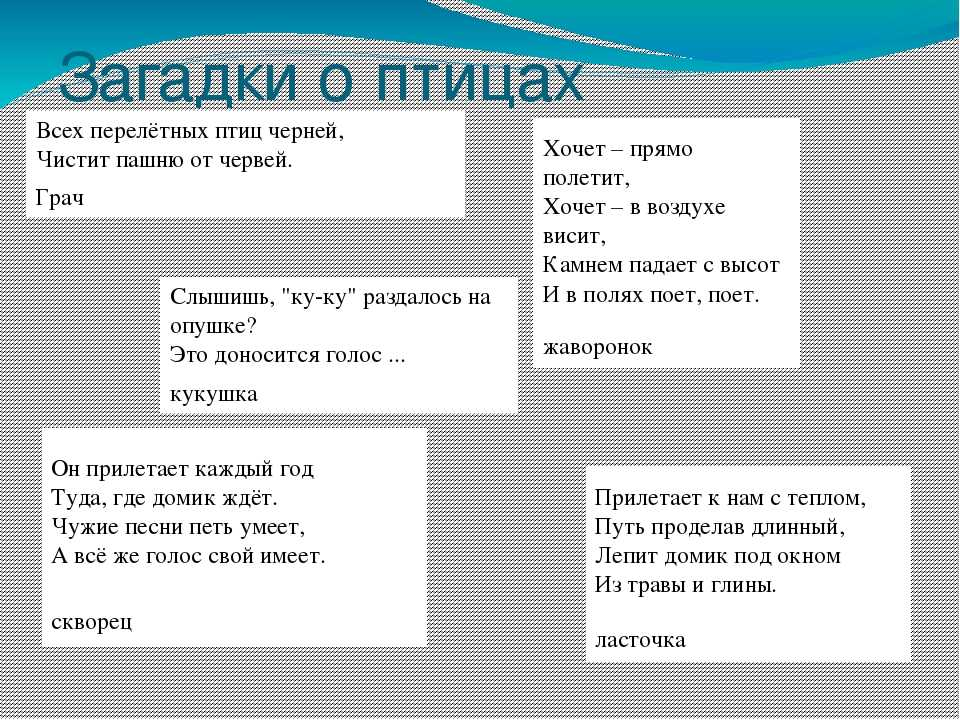 Загадки о птицах
Всех перелётных птиц черней,
Чистит пашню от червей.
Грач
Хочет – прямо
полетит,
Хочет – в воздухе
висит,
Камнем падает с высот
И в полях поет, поет.
жаворонок
Слышишь, "ку-ку" раздалось на
опушке?
Это доносится голос ...
кукушка
Он прилетает каждый год
Туда, где домик ждёт.
Чужие песни петь умеет,
А всё же голос свой имеет.
скворец
Прилетает к нам с теплом,
Путь проделав длинный,
Лепит домик под окном
Из травы и глины.
ласточка